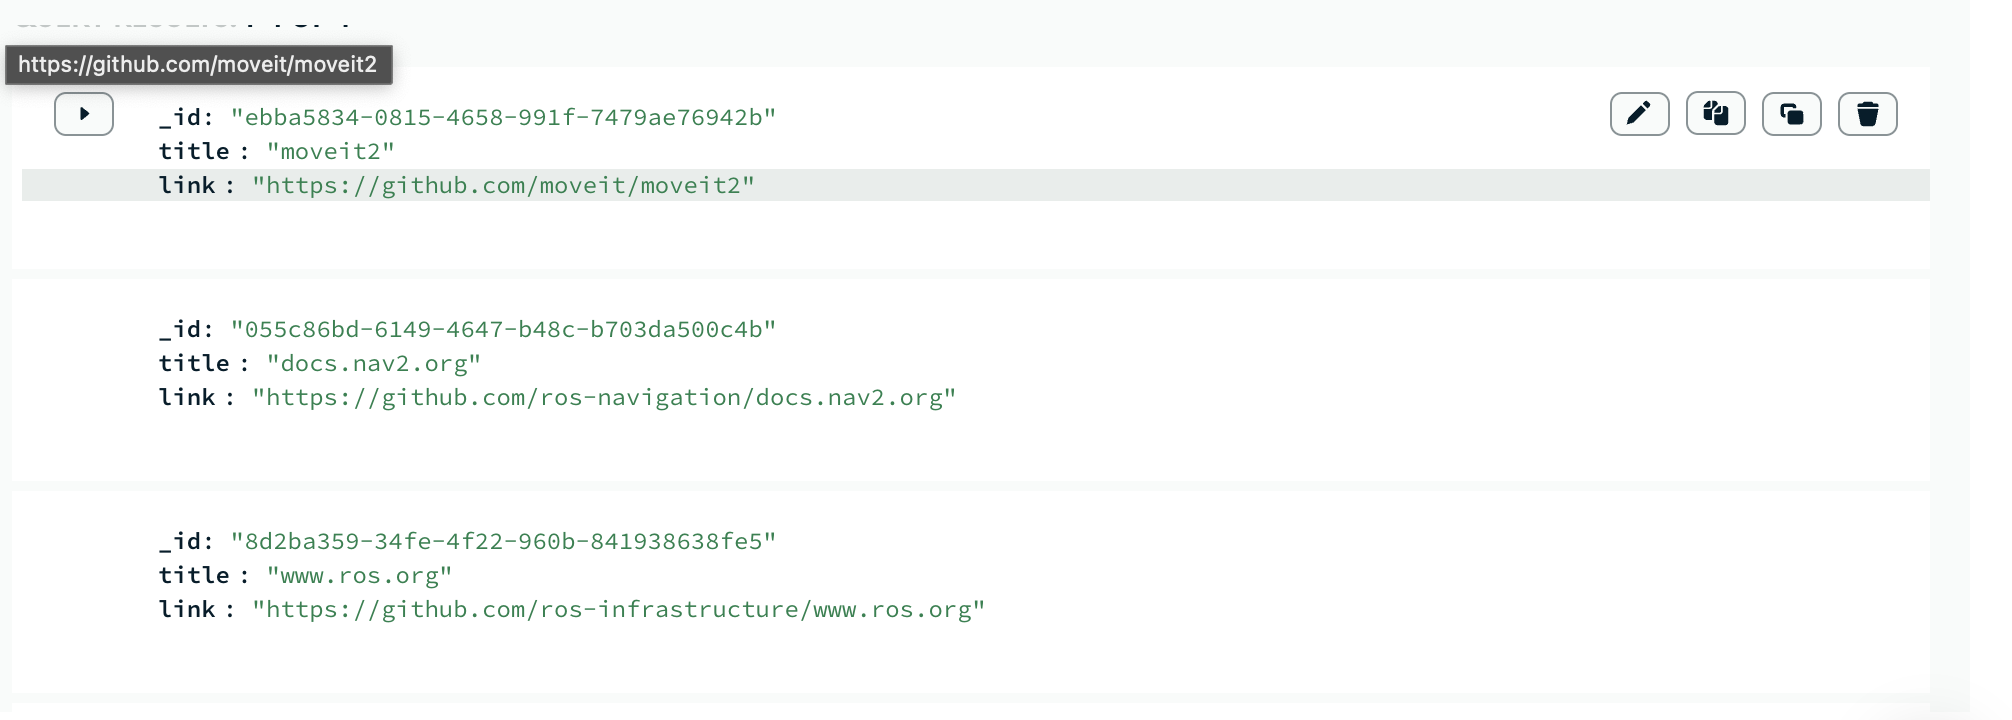 https://github.com/moveit/moveit2
_id: "ebba5834-0815-4658-991f-7479ae76942b"
title : "moveit2"
link : "https://github.com/moveit/moveit2"
_id: "055c86bd-6149-4647-b48c-b703da500c4b"
title : "docs.nav2.org"
link : "https://github.com/ros-navigation/docs.nav2.org"
_id: "8d2ba359-34fe-4f22-960b-841938638fe5"
title : "www.ros.org"
link : "https://github.com/ros-infrastructure/www.ros.org"